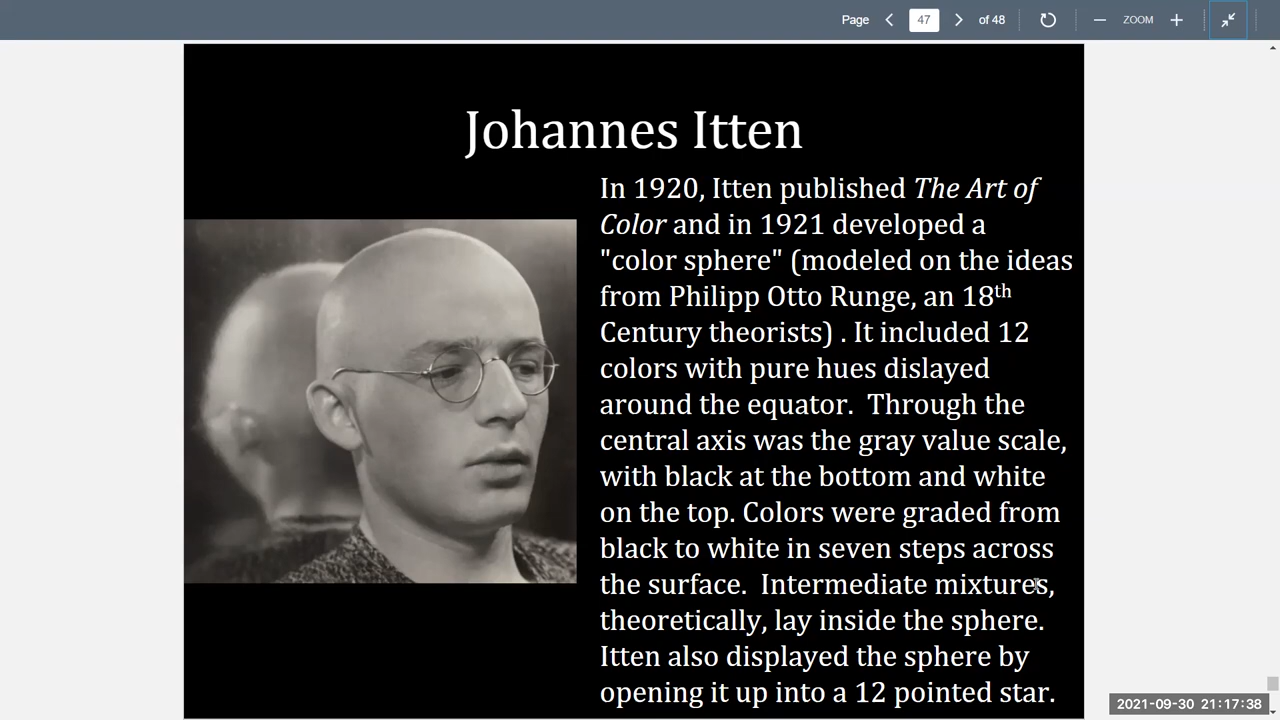 Page 47 of 48 ZOOM
Johannes Itten
In 1920, Itten published The Art of
Color and in 1921 developed a
"color sphere" (modeled on the ideas
from Philipp Otto Runge, an 18th
Century theorists) . It included 12
colors with pure hues dislayed
around the equator.  Through the
central axis was the gray value scale,
with black at the bottom and white
on the top. Colors were graded from
black to white in seven steps across
the surface.  Intermediate mixtures,
theoretically, lay inside the sphere.
Itten also displayed the sphere by
opening it up into a 12 pointed star.
2021-09-30 21:17:38